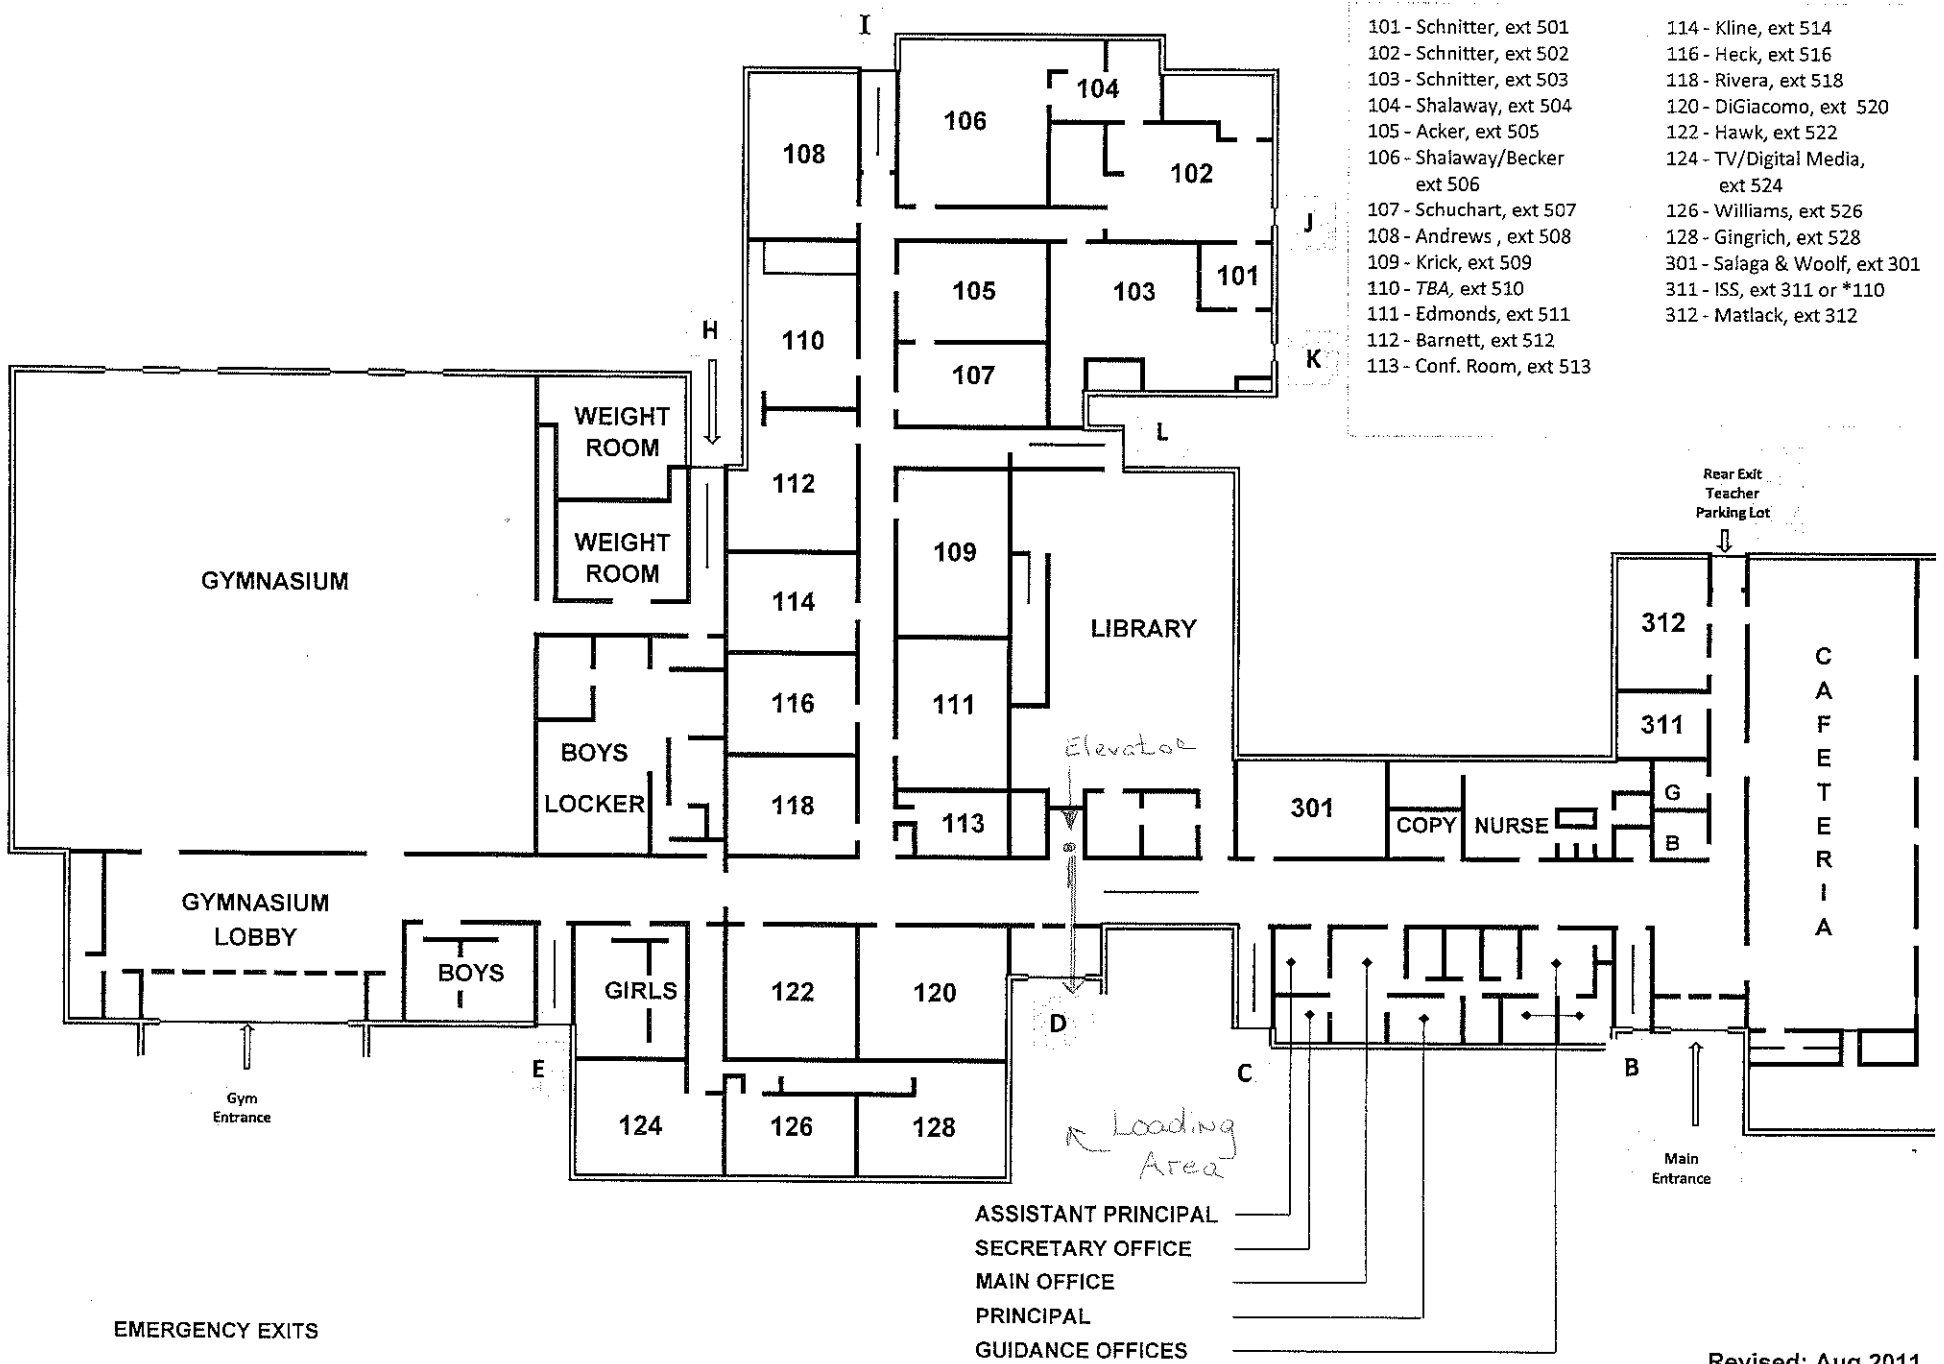 I
101 - Schnitter, ext 501
102 - Schnitter, ext 502
103 - Schnitter, ext 503
104 - Shalaway, ext 504
105 - Acker, ext 505
106 - Shalaway/Becker
ext 506
107 - Schuchart, ext 507
108 - Andrews , ext 508
109 - Krick, ext 509
110 - TBA, ext 510
111 - Edmonds, ext 511
112 - Barnett, ext 512
113 - Conf. Room, ext 513
114 - Kline, ext 514
116 - Heck, ext 516
118 - Rivera, ext 518
120 - DiGiacomo, ext 520
122 - Hawk, ext 522
124 - TV/Digital Media,
ext 524
126 - Williams, ext 526
128 - Gingrich, ext 528
301 - Salaga & Woolf, ext 301
311 - ISS, ext 311 or *110
312 - Matlack, ext 312
104
106
108
102
J
101
105
103
H
110
K
107
WEIGHT
ROOM
L
112
Rear Exit
Teacher
Parking Lot
WEIGHT
ROOM
109
GYMNASIUM
114
LIBRARY
312
CAFETERIA
116
111
311
BOYS
LOCKER
Elevator
118
113
301
COPY
NURSE
G
B
GYMNASIUM
LOBBY
BOYS
GIRLS
122
120
D
E
C
B
Gym
Entrance
124
126
128
Loading
Area
Main
Entrance
ASSISTANT PRINCIPAL
SECRETARY OFFICE
MAIN OFFICE
PRINCIPAL
GUIDANCE OFFICES
EMERGENCY EXITS
Revised: Aug 2011